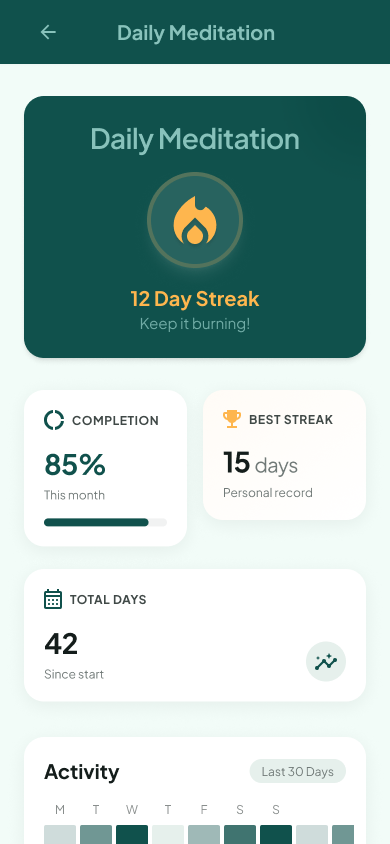 Daily Meditation
Daily Meditation
12 Day Streak
Keep it burning!
COMPLETION
85%
This month
BEST STREAK
15 days
Personal record
TOTAL DAYS
42
Since start
Activity
Last 30 Days
M T W T F S S